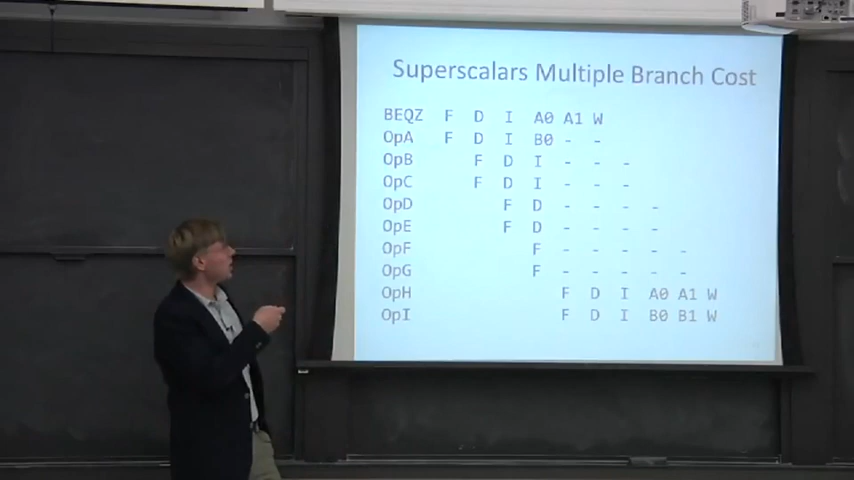 Superscalars Multiple Branch Cost
BEQZ F D I A0 A1 W
OpA F D I B0 - -
OpB F D I - - -
OpC F D I - - -
OpD F D - - - -
OpE F D - - - -
OpF F - - - - -
OpG F - - - - -
OpH F D I A0 A1 W
OpI F D I B0 B1 W